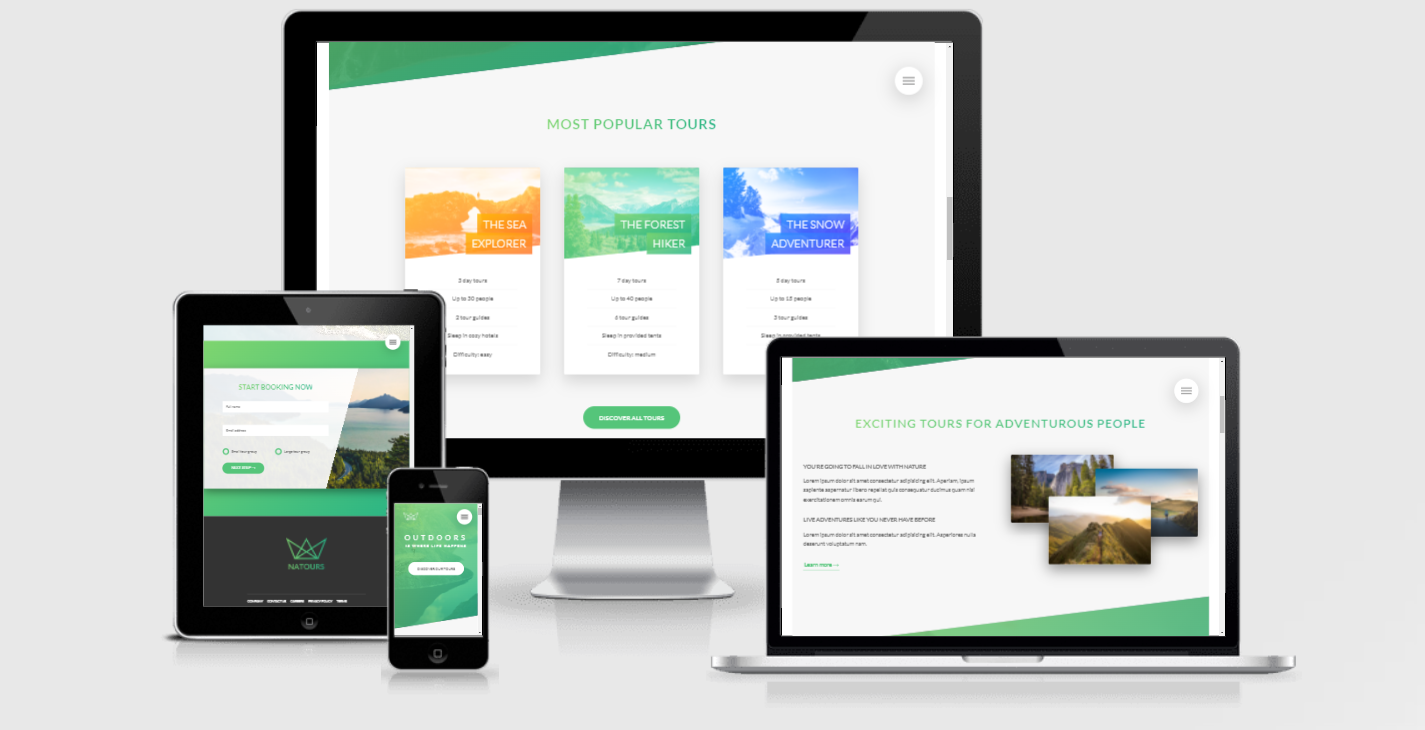 MOST POPULAR TOURS
THE SEA
EXPLORER
3 day tours
Up to 30 people
2 tour guides
Sleep in cozy hotels
Difficulty: easy
THE FOREST
HIKER
7 day tours
Up to 40 people
6 tour guides
Sleep in provided tents
Difficulty: medium
THE SNOW
ADVENTURER
5 day tours
Up to 15 people
3 tour guides
Sleep in provided tents
DISCOVER ALL TOURS
START BOOKING NOW
Full name
Email address
Small tour group
Large tour group
NEXT STEP
NATOURS
COMPANY CONTACT US CAREERS PRIVACY POLICY TERMS
OUTDOORS
IS WHERE LIFE HAPPENS
DISCOVER OUR TOURS
EXCITING TOURS FOR ADVENTUROUS PEOPLE
YOU'RE GOING TO FALL IN LOVE WITH NATURE
Lorem ipsum dolor sit amet consectetur adipisicing elit. Aperiam, ipsum
sapiente aspernatur libero repellat quis consequatur ducimus quam nisi
exercitationem omnis earum qui.
LIVE ADVENTURES LIKE YOU NEVER HAVE BEFORE
Lorem ipsum dolor sit amet consectetur adipisicing elit. Asperiores nulla
deserunt voluptatum nam.
Learn more →